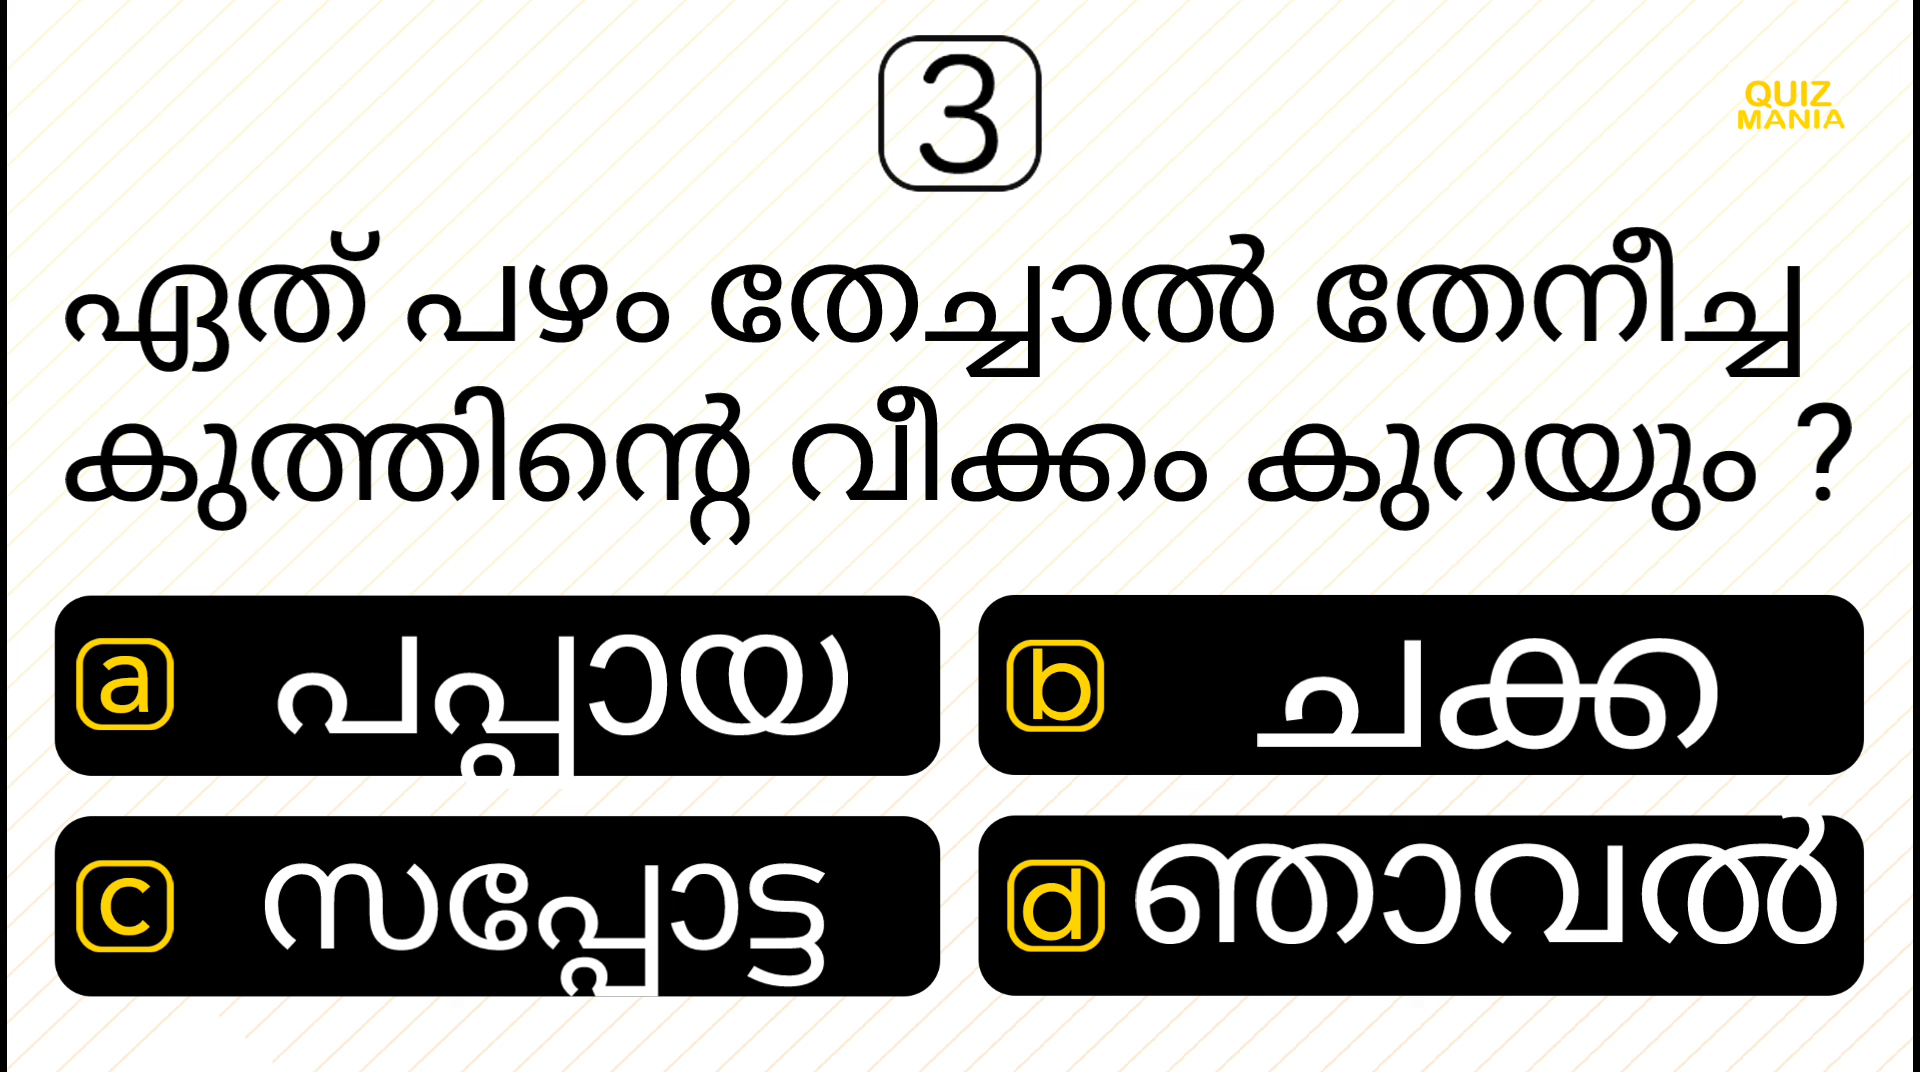 3
QUIZ
MANIA
ഏത് പഴം തേച്ചാൽ തേനീച്ച
കുത്തിന്റെ വീക്കം കുറയും ?
a പപ്പായ
b ചക്ക
c സപ്പോട്ട
d ഞാവൽ